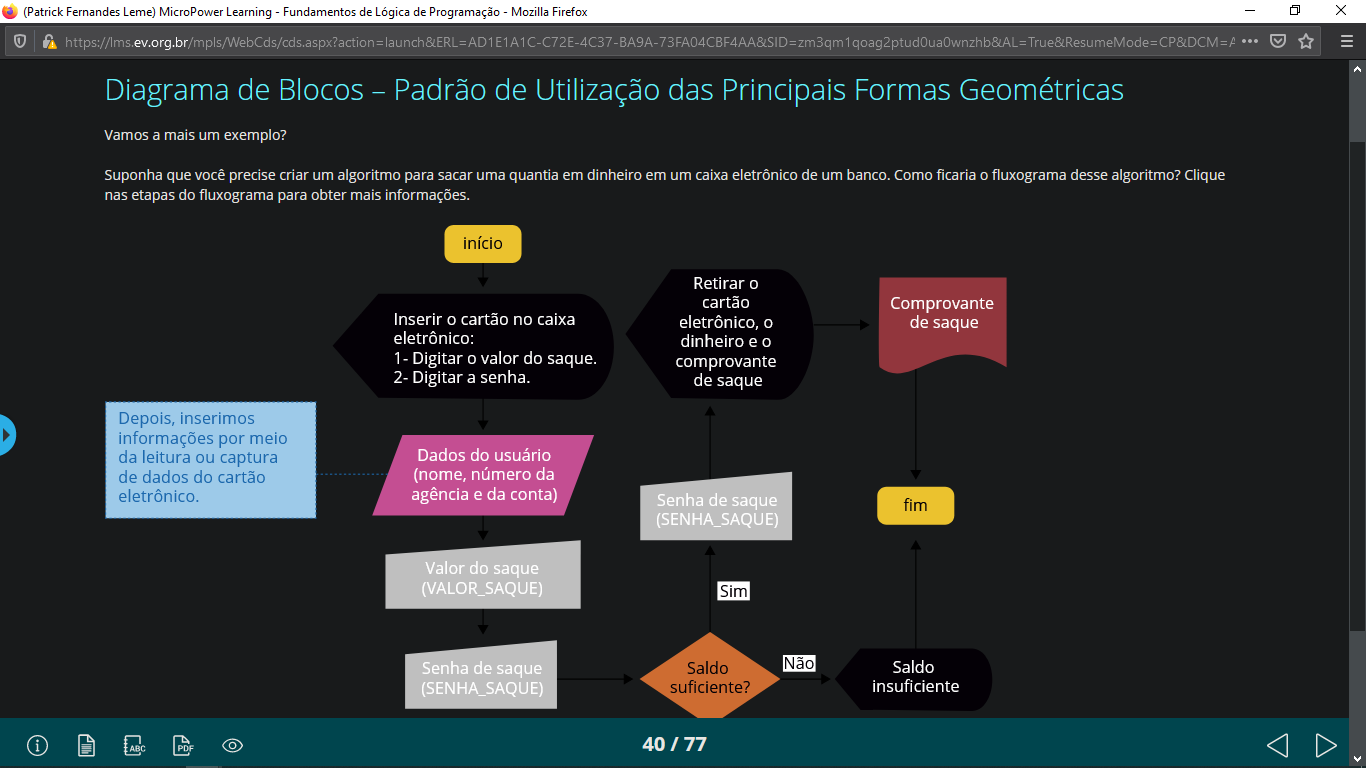 (Patrick Fernandes Leme) MicroPower Learning - Fundamentos de Lógica de Programação - Mozilla Firefox
https://lms.ev.org.br/mpls/WebCds/cds.aspx?action=launch&ERL=AD1E1A1C-C72E-4C37-BA9A-73FA04CBF4AA&SID=zm3qm1qoag2ptud0ua0wnzhb&AL=True&ResumeMode=CP&DCM=A
Diagrama de Blocos – Padrão de Utilização das Principais Formas Geométricas
Vamos a mais um exemplo?
Suponha que você precise criar um algoritmo para sacar uma quantia em dinheiro em um caixa eletrônico de um banco. Como ficaria o fluxograma desse algoritmo? Clique
nas etapas do fluxograma para obter mais informações.
início
Inserir o cartão no caixa
eletrônico:
1- Digitar o valor do saque.
2- Digitar a senha.
Depois, inserimos
informações por meio
da leitura ou captura
de dados do cartão
eletrônico.
Dados do usuário
(nome, número da
agência e da conta)
Valor do saque
(VALOR_SAQUE)
Senha de saque
(SENHA_SAQUE)
Saldo
suficiente?
Sim
Senha de saque
(SENHA_SAQUE)
Retirar o
cartão
eletrônico, o
dinheiro e o
comprovante
de saque
Comprovante
de saque
Não
Saldo
insuficiente
fim
ABC
PDF
40 / 77